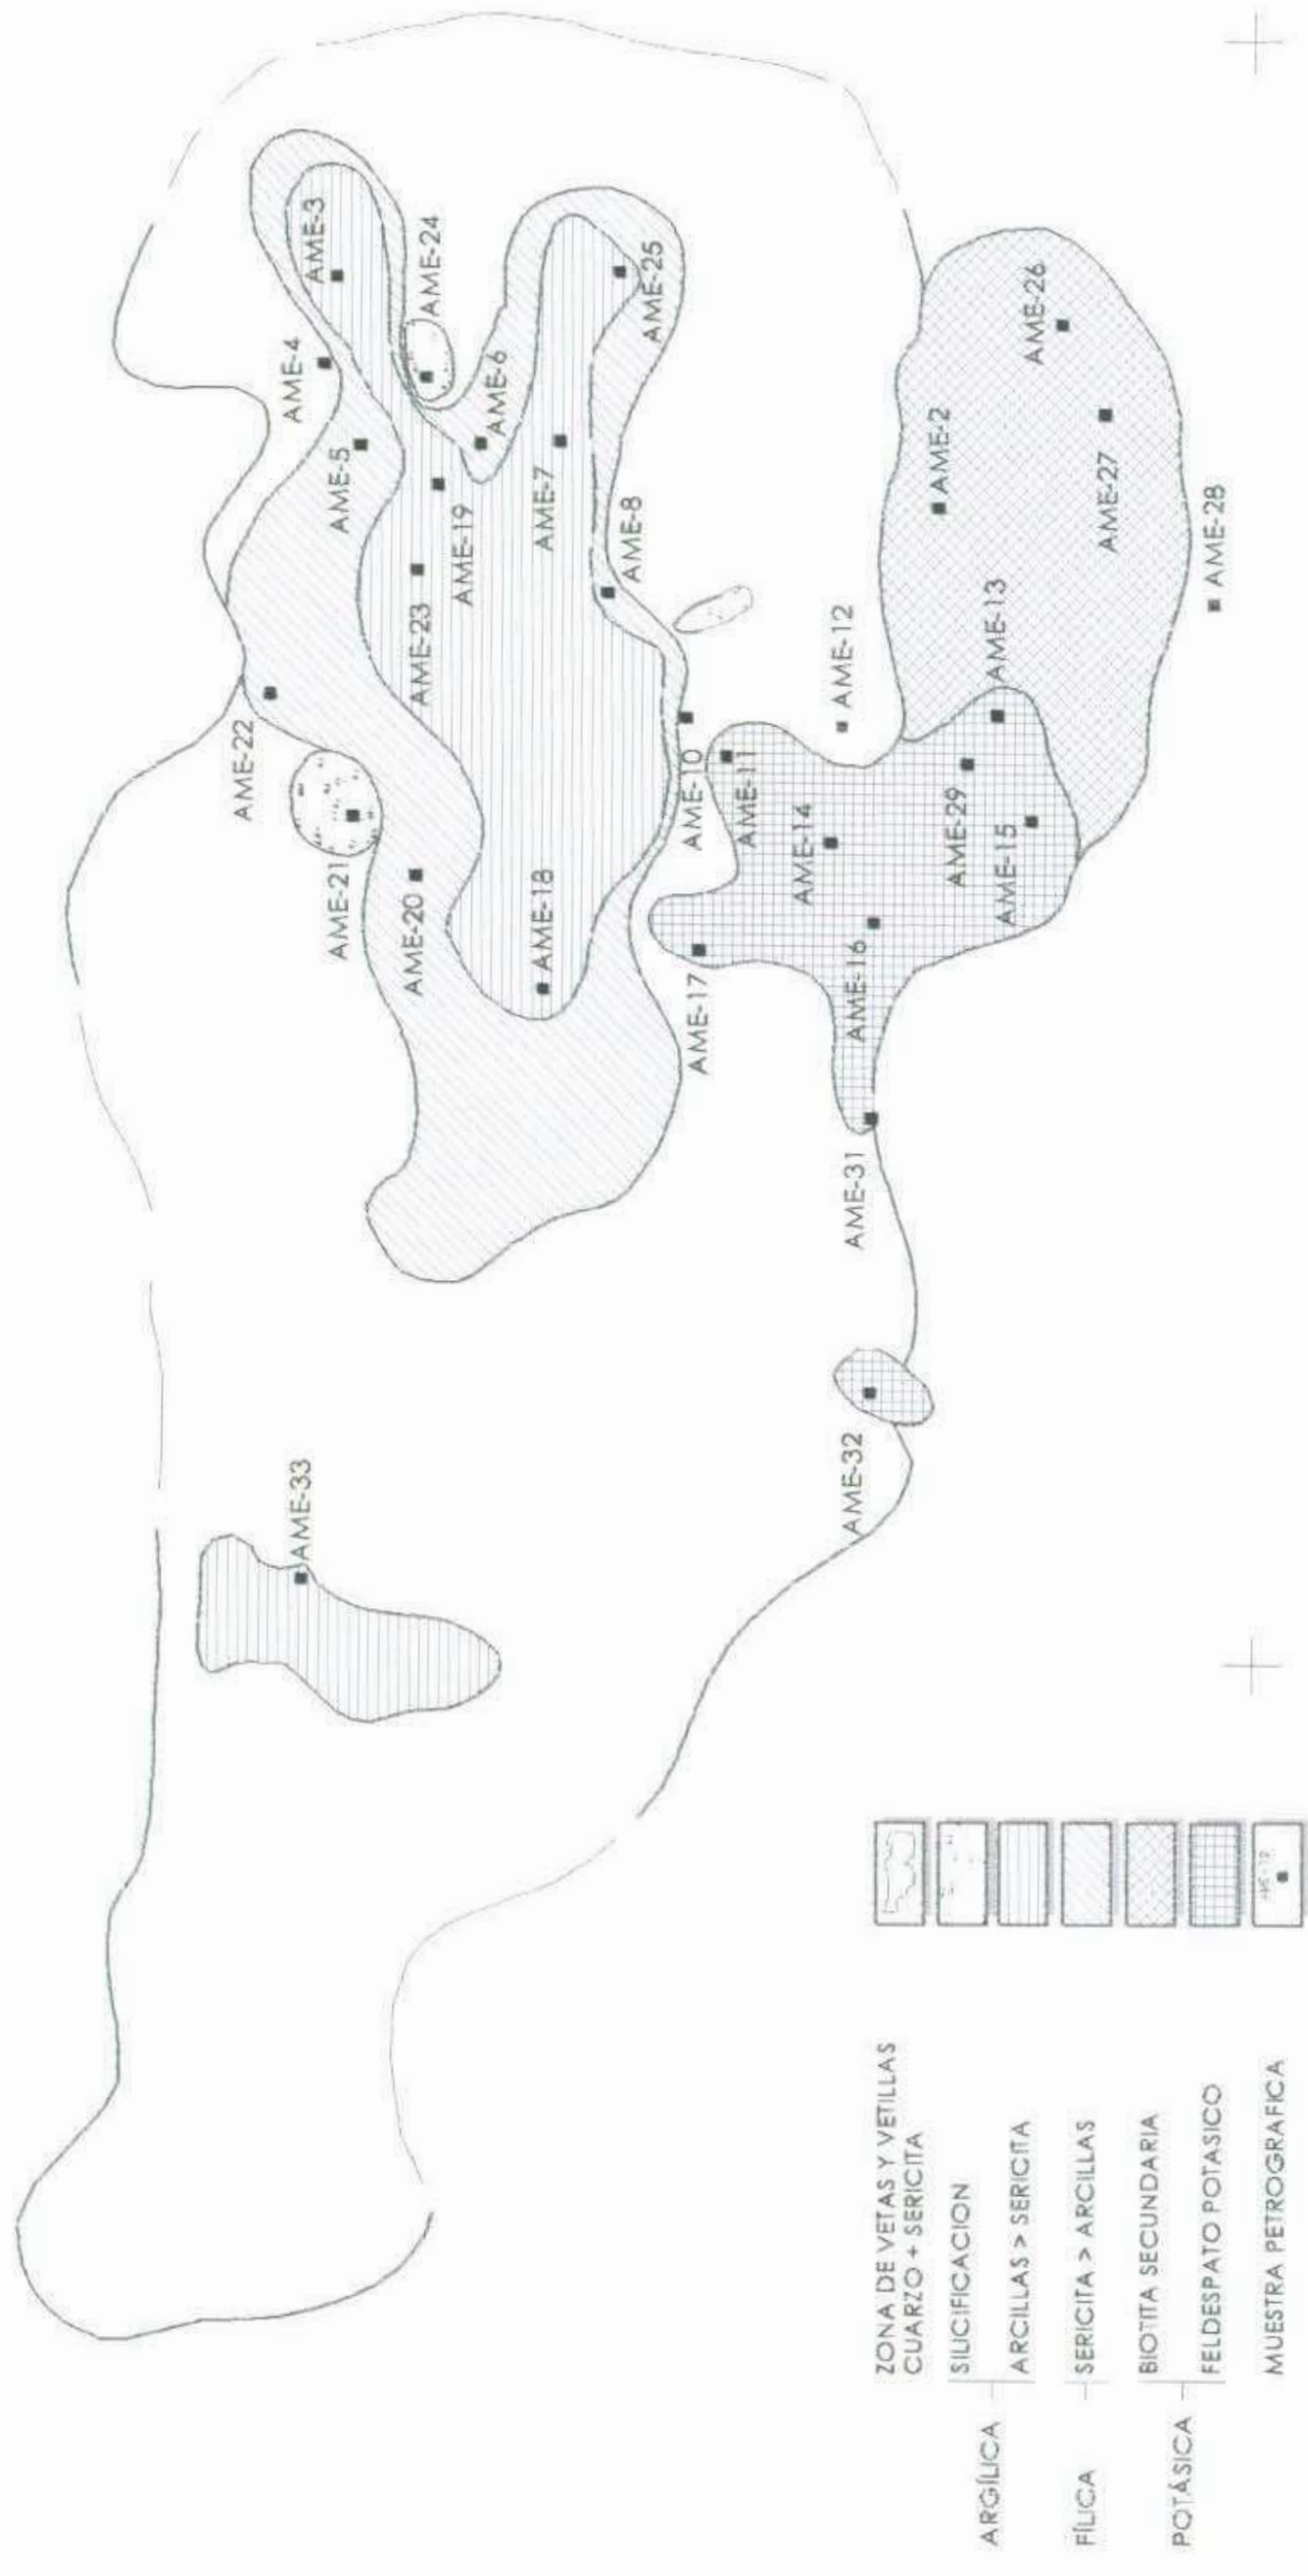 AME-33
AME-22
AME-21
AME-20
AME-18
AME-4
AME-3
AME-5
AME-24
AME-6
AME-19
AME-23
AME-7
AME-25
AME-8
AME-10
AME-11
AME-12
AME-17
AME-14
AME-16
AME-29
AME-15
AME-13
AME-2
AME-26
AME-27
AME-28
AME-31
AME-32
ZONA DE VETAS Y VETILLAS
CUARZO + SERICITA
ARGÍLICA
SILICIFICACION
ARCILLAS > SERICITA
FÍLICA
SERICITA > ARCILLAS
POTÁSICA
BIOTITA SECUNDARIA
FELDESPATO POTASICO
MUESTRA PETROGRAFICA